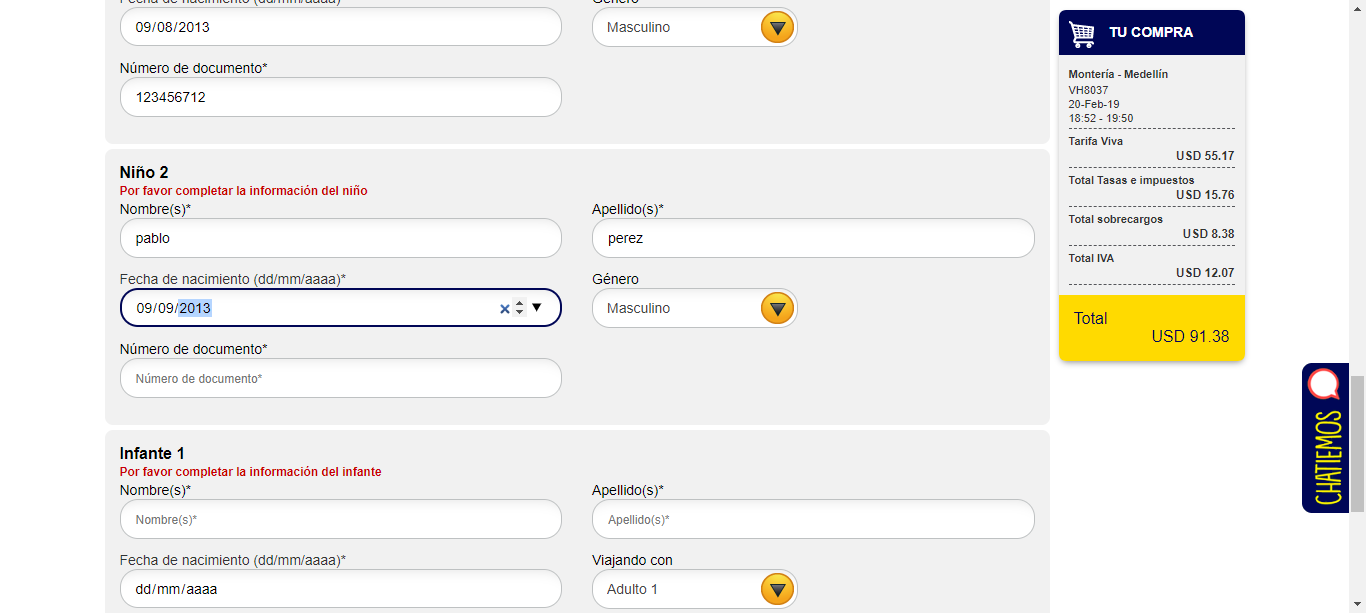 Fecha de nacimiento (dd/mm/aaaa)*
Género
09/08/2013
Masculino
Número de documento*
123456712
Niño 2
Por favor completar la información del niño
Nombre(s)*
Apellido(s)*
pablo
perez
Fecha de nacimiento (dd/mm/aaaa)*
Género
09/09/2013
Masculino
Número de documento*
Número de documento*
Infante 1
Por favor completar la información del infante
Nombre(s)*
Apellido(s)*
Nombre(s)*
Apellido(s)*
Fecha de nacimiento (dd/mm/aaaa)*
Viajando con
dd/mm/aaaa
Adulto 1
TU COMPRA
Montería - Medellín
VH8037
20-Feb-19
18:52 - 19:50
Tarifa Viva
USD 55.17
Total Tasas e impuestos
USD 15.76
Total sobrecargos
USD 8.38
Total IVA
USD 12.07
Total
USD 91.38
CHATIEMOS